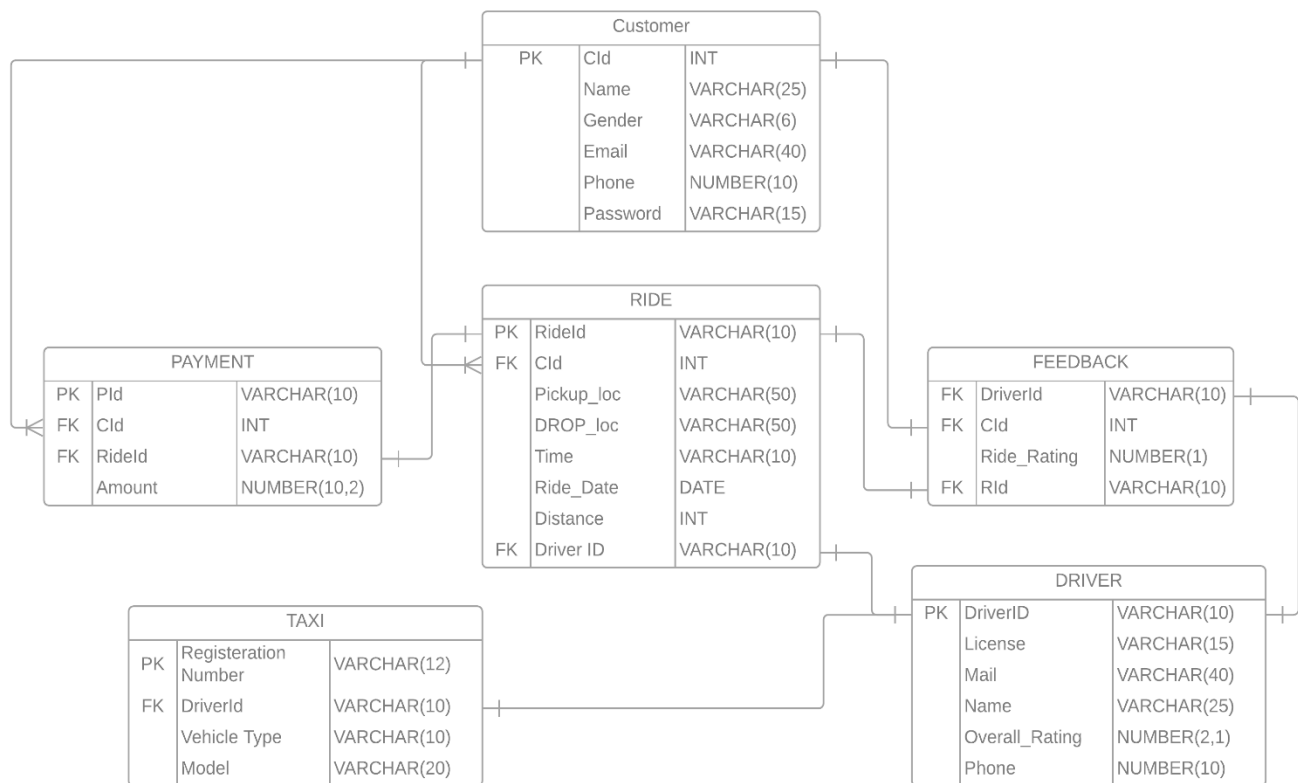 Customer
PK CId INT
Name VARCHAR(25)
Gender VARCHAR(6)
Email VARCHAR(40)
Phone NUMBER(10)
Password VARCHAR(15)
RIDE
PK RideId VARCHAR(10)
FK CId INT
Pickup_loc VARCHAR(50)
DROP_loc VARCHAR(50)
Time VARCHAR(10)
Ride_Date DATE
Distance INT
FK Driver ID VARCHAR(10)
PAYMENT
PK PId VARCHAR(10)
FK CId INT
FK RideId VARCHAR(10)
Amount NUMBER(10,2)
FEEDBACK
FK DriverId VARCHAR(10)
FK CId INT
Ride_Rating NUMBER(1)
FK RId VARCHAR(10)
TAXI
PK Registeration
Number VARCHAR(12)
FK DriverId VARCHAR(10)
Vehicle Type VARCHAR(10)
Model VARCHAR(20)
DRIVER
PK DriverID VARCHAR(10)
License VARCHAR(15)
Mail VARCHAR(40)
Name VARCHAR(25)
Overall_Rating NUMBER(2,1)
Phone NUMBER(10)